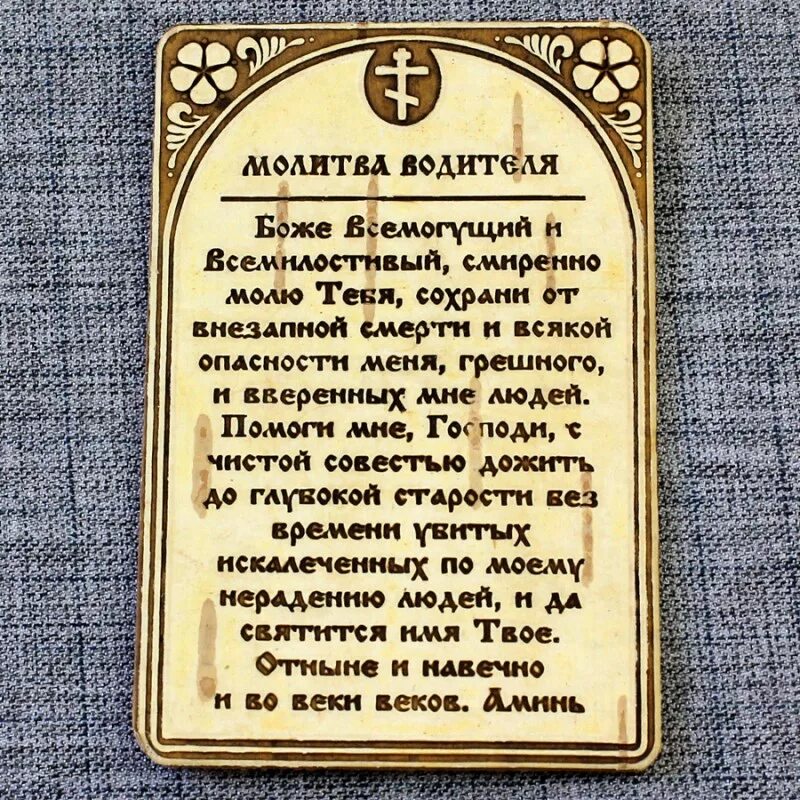 Молитва водителя
Боже Всемогущий и
Всемилостивый, смиренно
молю Тебя, сохрани от
внезапной смерти и всякой
опасности меня, грешного,
и вверенных мне людей.
Помоги мне, Господи, с
чистой совестью дожить
до глубокой старости без
времени убитых
искалеченных по моему
нерадению людей, и да
святится имя Твое.
Отныне и навечно
и во веки веков. Аминь